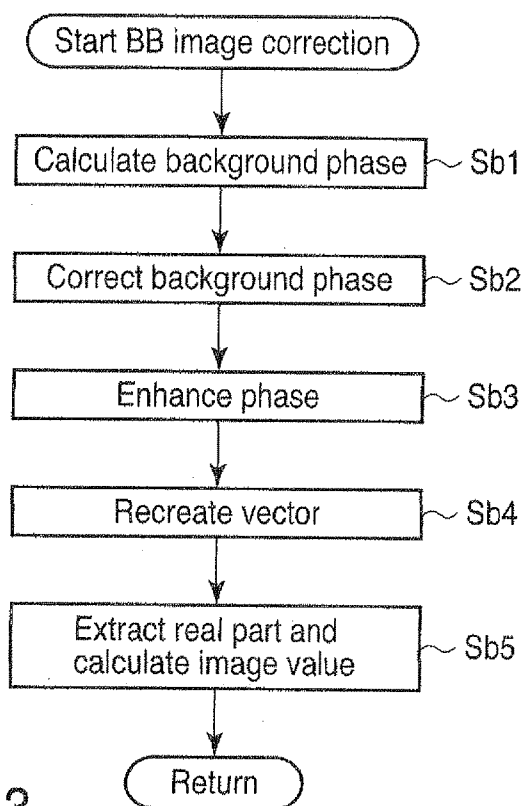 Start BB image correction
Calculate background phase Sb1
Correct background phase Sb2
Enhance phase Sb3
Recreate vector Sb4
Extract real part and
calculate image value Sb5
Return